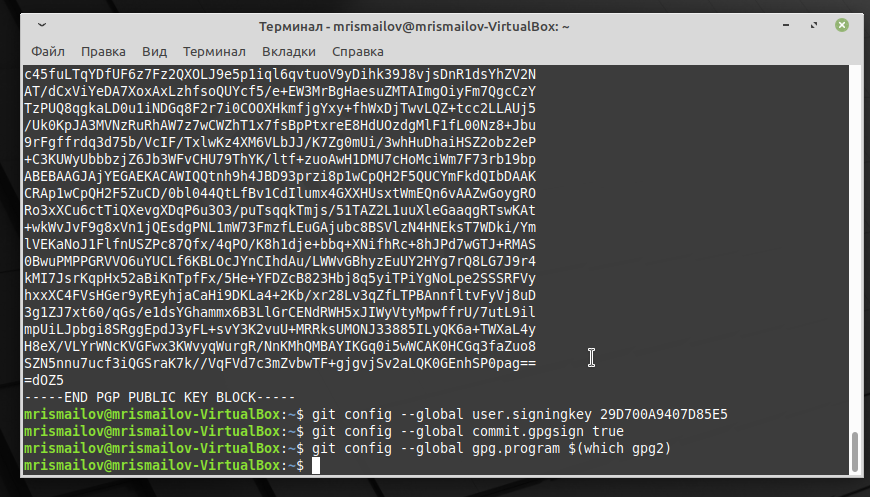 Терминал - mrismailov@mrismailov-VirtualBox: ~
Файл Правка Вид Терминал Вкладки Справка
c45fuLTqYDfUF6z7Fz2QXOLJ9e5p1iql6qvtuoV9yDihk39J8vjsDnR1dsYhZV2N
AT/dCxViYeDA7XoxAxLzhfsoQUYcf5/e+EW3MrBgHaesuZMTAImgOiyFm7QgcCzY
TzPUQ8qgkaLD0u1iNDGq8F2r7i0COOXHkmfjgYxy+fhWxDjTwvLQZ+tcc2LLAUj5
/Uk0KpJA3MVNzRuRhAW7z7wCWZhT1x7fsBpPtxreE8HdUOzdgMlF1fL00Nz8+Jbu
9rFgffrdq3d75b/VcIF/TxlwKz4XM6VLbJJ/K7Zg0mUi/3whHuDhaiHSZ2obz2eP
+C3KUWyUbbbzjZ6Jb3WFvCHU79ThYK/ltf+zuoAwH1DMU7cHoMciWm7F73rb19bp
ABEBAAGJAjYEGAEKACAWIQQtnh9h4JBD93przi8p1wCpQH2F5QUCYmFkdQIbDAAK
CRAp1wCpQH2F5ZuCD/0bl044QtLfBv1CdIlumx4GXXHUsxtWmEQn6vAAZwGoygRO
Ro3xXCu6ctTiQXevgXDqP6u3O3/puTsqqkTmjs/51TAZ2L1uuXleGaaqgRTswKAt
+wkWvJvF9g8xVn1jQEsdgPNL1mW73FmzfLEuGAjubc8BSVlzN4HNEksT7WDki/Ym
lVEKaNoJ1FlfnUSZPc87Qfx/4qPO/K8h1dje+bbq+XNifhRc+8hJPd7wGTJ+RMAS
0BwuPMPPGRVVO6uYUCLf6KBLOcJYnCIhdAu/LWWvGBhyzEuUY2HYg7rQ8LG7J9r4
kMI7JsrKqpHx52aBiKnTpfFx/5He+YFDZcB823Hbj8q5yiTPiYgNoLpe2SSSRFVy
hxxXC4FVsHGer9yREyhjaCaHi9DKLa4+2Kb/xr28Lv3qZfLTPBAnnfltvFyVj8uD
3g1ZJ7xt60/qGs/e1dsYGhammx6B3LlGrCENdRWH5xJIWyVtyMpwffrU/7utL9il
mpUiLJpbgi8SRggEpdJ3yFL+svY3K2vuU+MRRksUMONJ33885ILyQK6a+TWXaL4y
H8eX/VLYrWNcKVGFwx3KWvyqWurgR/NnKMhQMBAYIKGq0i5wWCAK0HCGq3faZuo8
SZN5nnu7ucf3iQGSraK7k//VqFVd7c3mZvbwTF+gjgvjSv2aLQK0GEnhSP0pag==
=dOZ5
-----END PGP PUBLIC KEY BLOCK-----
mrismailov@mrismailov-VirtualBox:~$ git config --global user.signingkey 29D700A9407D85E5
mrismailov@mrismailov-VirtualBox:~$ git config --global commit.gpgsign true
mrismailov@mrismailov-VirtualBox:~$ git config --global gpg.program $(which gpg2)
mrismailov@mrismailov-VirtualBox:~$